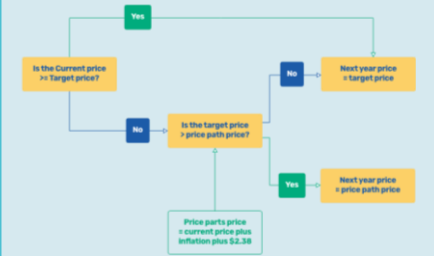 Yes
Is the Current price
>= Target price?
No
Next year price
= target price
No
Is the target price
> price path price?
Yes
Next year price
= price path price
Price parts price
= current price plus
inflation plus $2.38